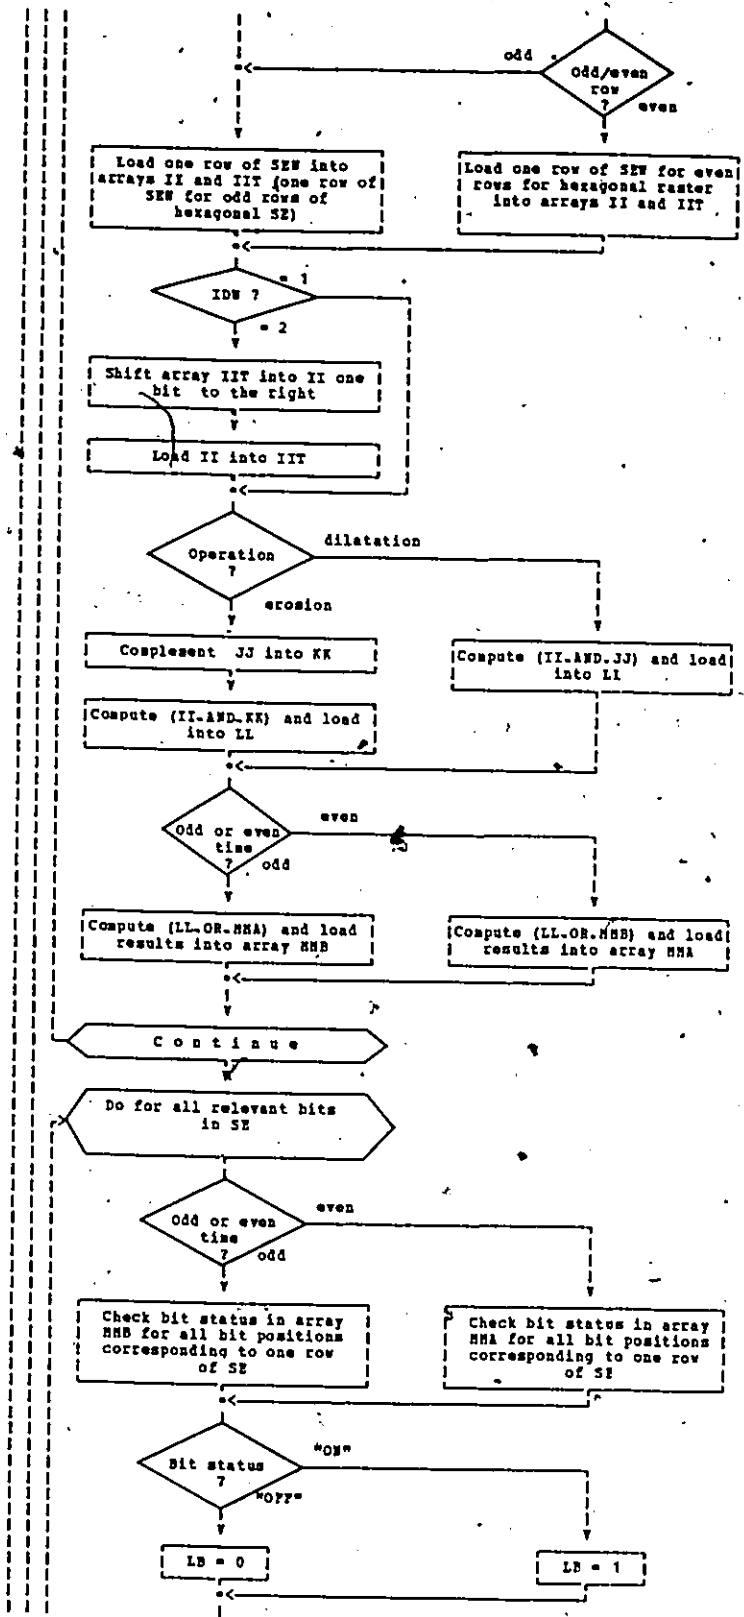 odd
Odd/even
row
?
even
Load one row of SEW into
arrays II and IIT (one row of
SEW for odd rows of
hexagonal SE)
Load one row of SEW for even
rows for hexagonal raster
into arrays II and IIT
IDW ?
= 1
= 2
Shift array IIT into II one
bit to the right
Load II into IIT
Operation
?
dilatation
erosion
Complement JJ into KK
Compute (II.AND.JJ) and load
into LL
Compute (II.AND.KK) and load
into LL
Odd or even
time
?
even
odd
Compute (LL.OR.MMA) and load
results into array MMB
Compute (LL.OR.MMB) and load
results into array MMA
C o n t i n u e
Do for all relevant bits
in SE
Odd or even
time
?
even
odd
Check bit status in array
MMB for all bit positions
corresponding to one row
of SE
Check bit status in array
MMA for all bit positions
corresponding to one row
of SE
Bit status
?
"ON"
"OFF"
LB = 0
LB = 1